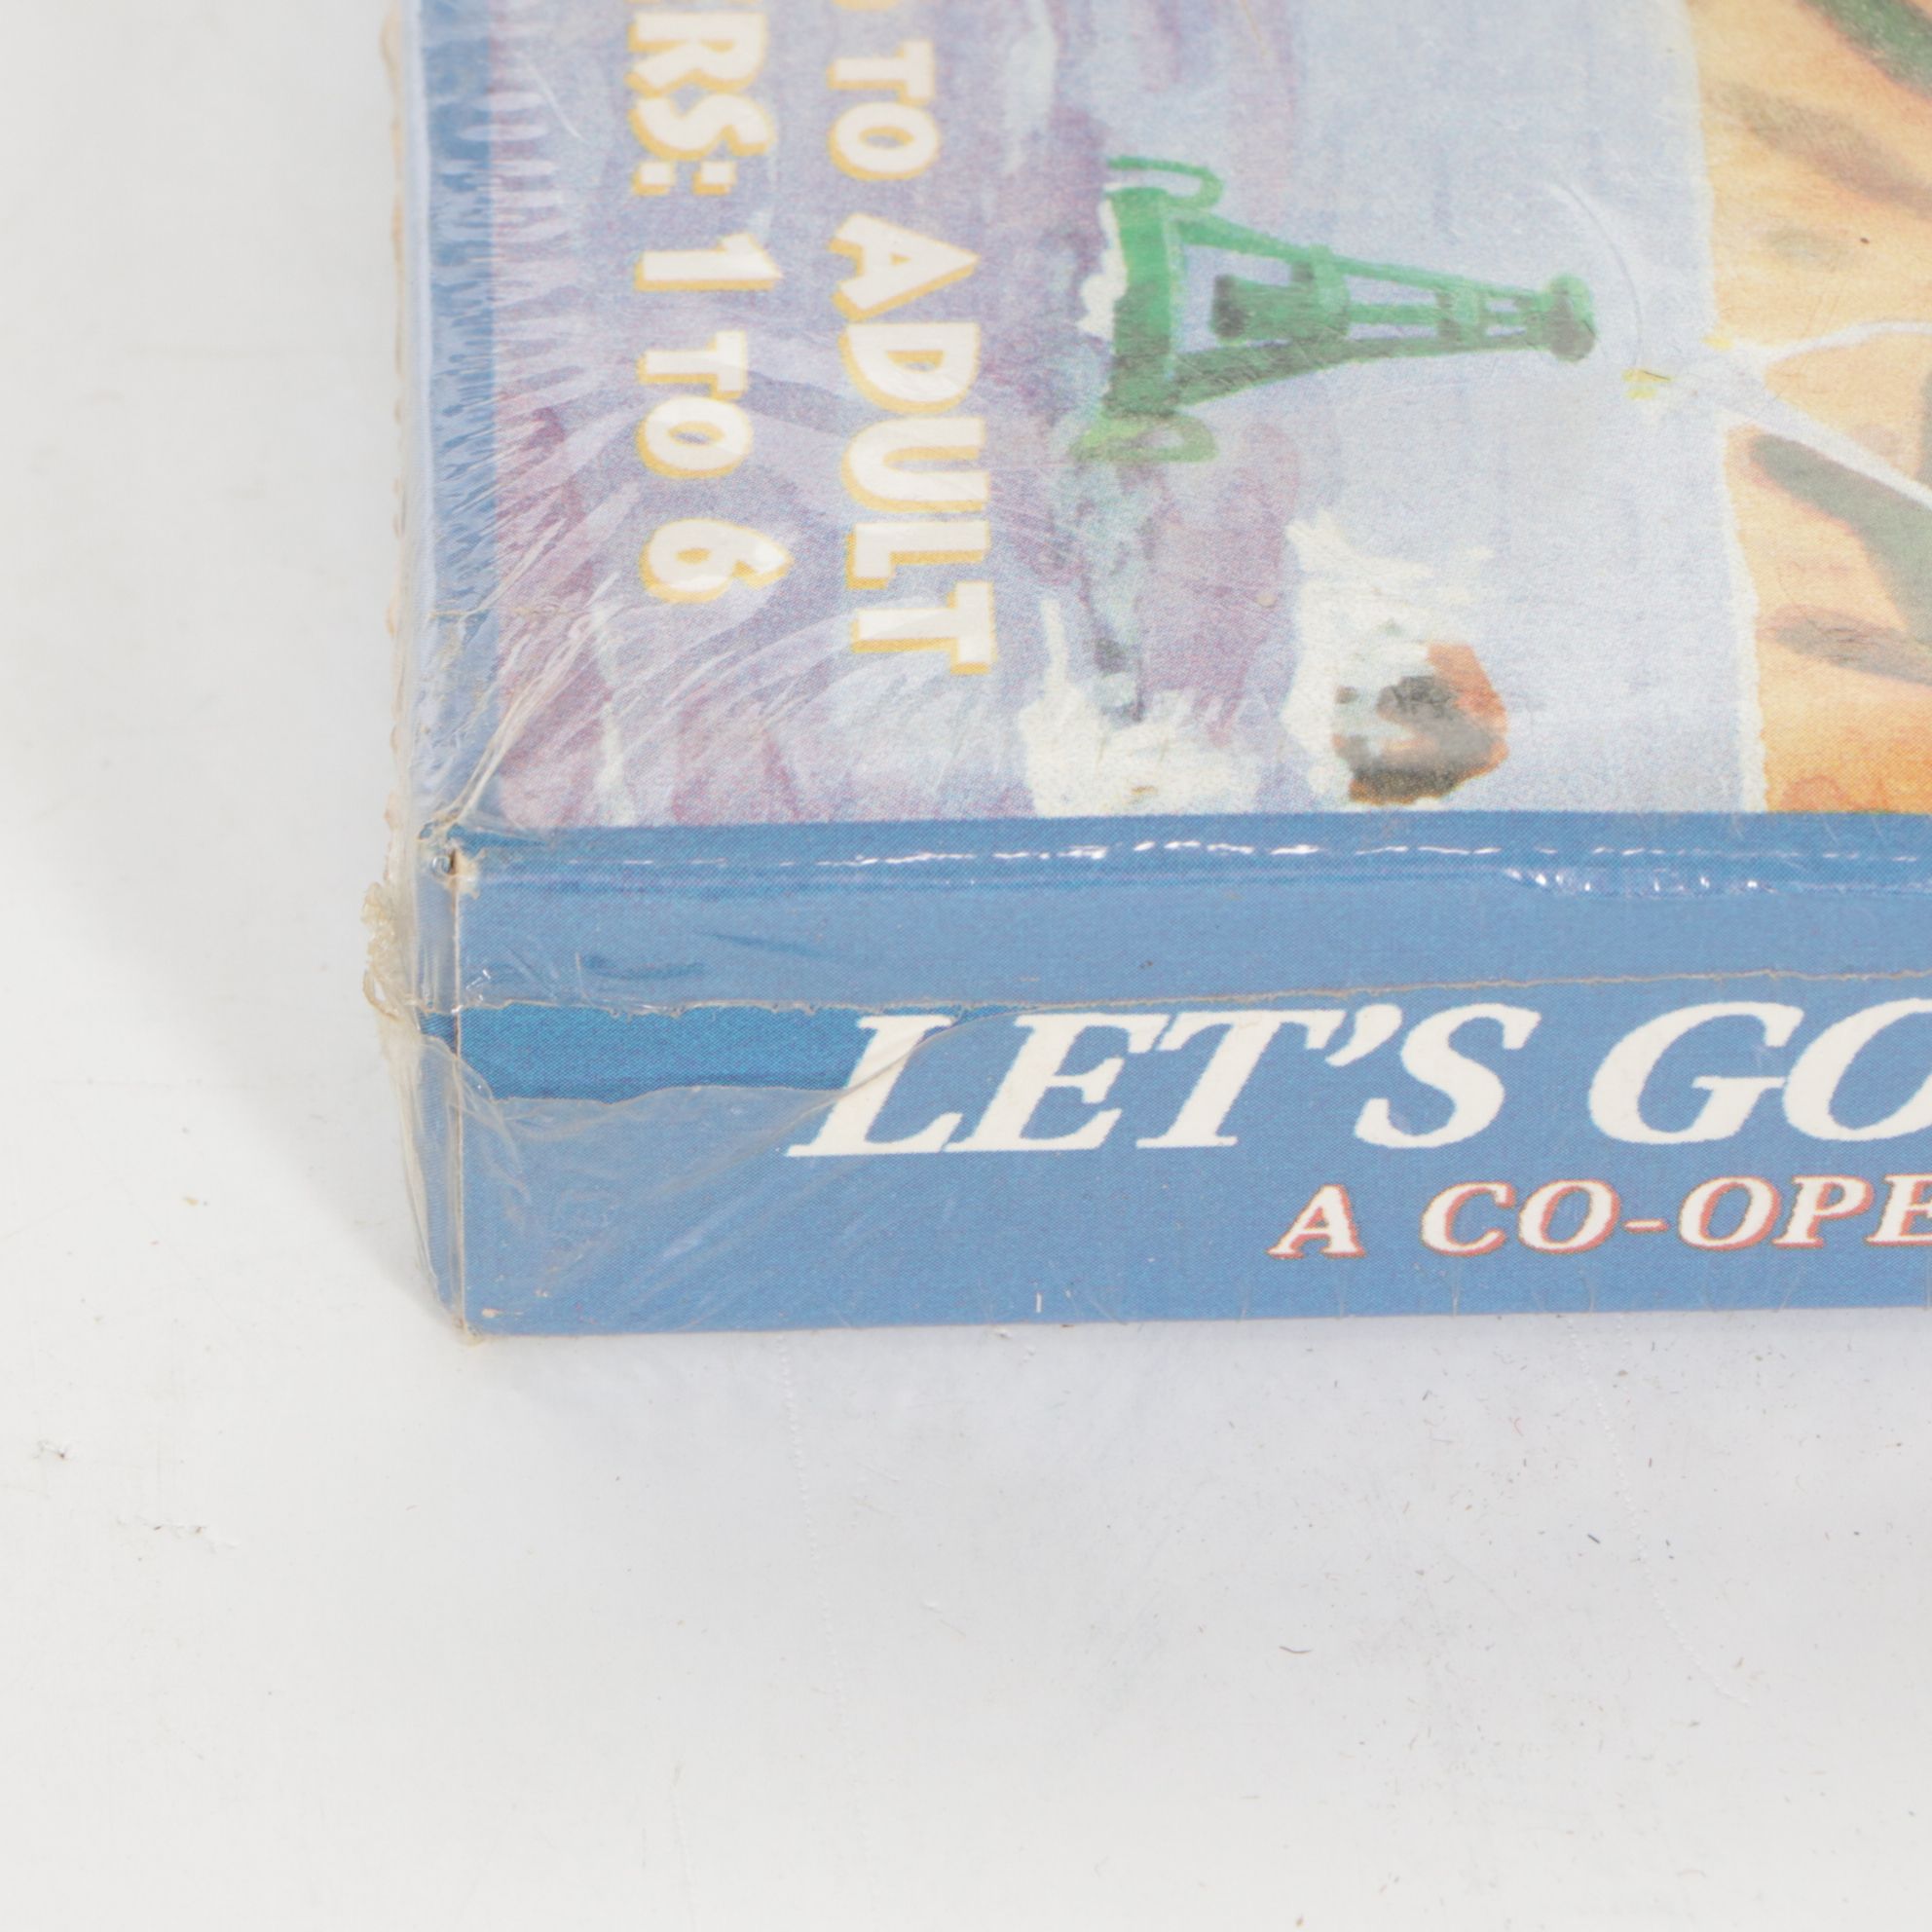 TO ADULT
RS: 1 TO 6
LET'S GO
A CO-OPE